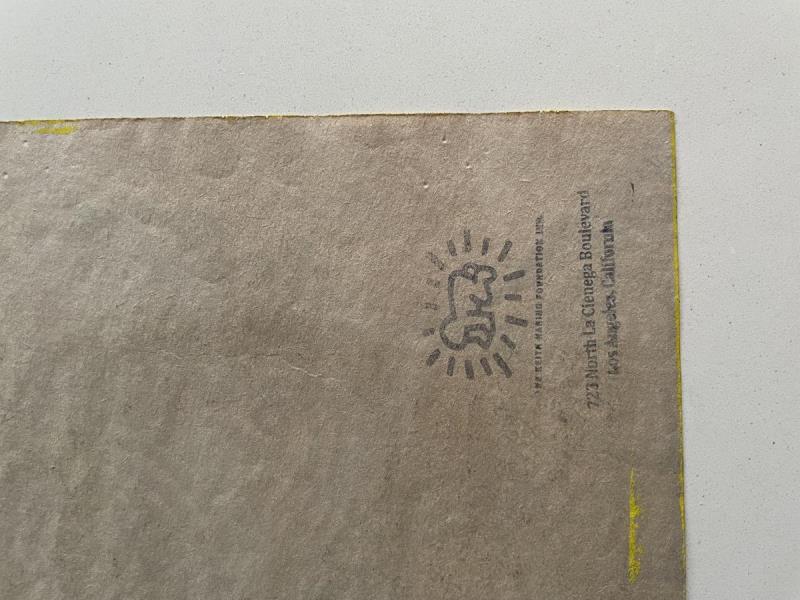 THE KEITH HARING FOUNDATION INC.
723 North La Cienega Boulevard
Los Angeles, California